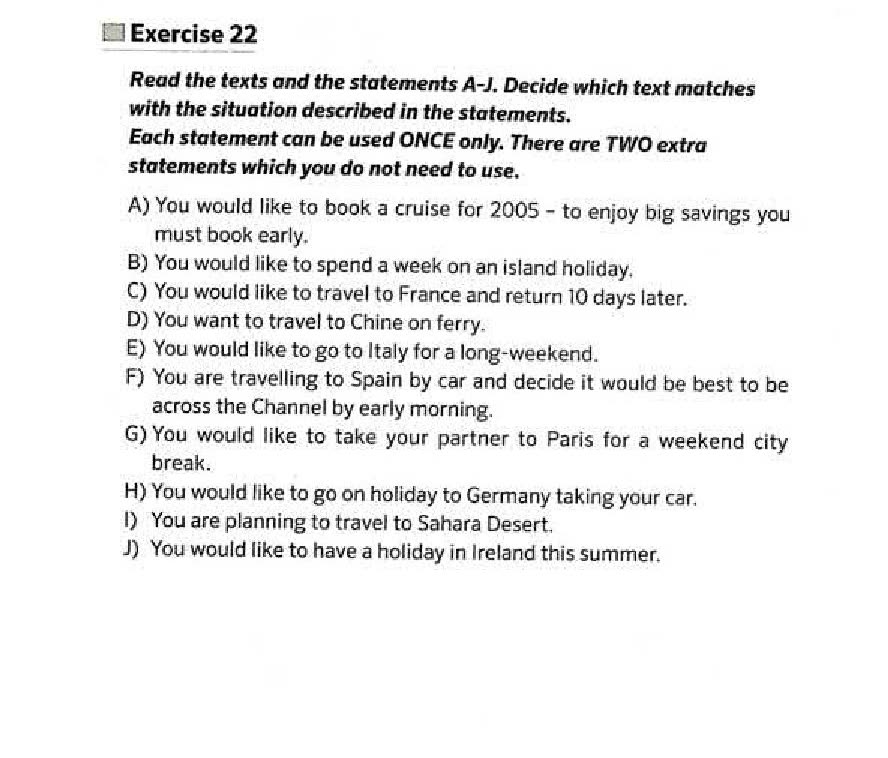 Exercise 22
Read the texts and the statements A-J. Decide which text matches
with the situation described in the statements.
Each statement can be used ONCE only. There are TWO extra
statements which you do not need to use.
A) You would like to book a cruise for 2005 - to enjoy big savings you
must book early.
B) You would like to spend a week on an island holiday.
C) You would like to travel to France and return 10 days later.
D) You want to travel to Chine on ferry.
E) You would like to go to Italy for a long-weekend.
F) You are travelling to Spain by car and decide it would be best to be
across the Channel by early morning.
G) You would like to take your partner to Paris for a weekend city
break.
H) You would like to go on holiday to Germany taking your car.
I) You are planning to travel to Sahara Desert.
J) You would like to have a holiday in Ireland this summer.